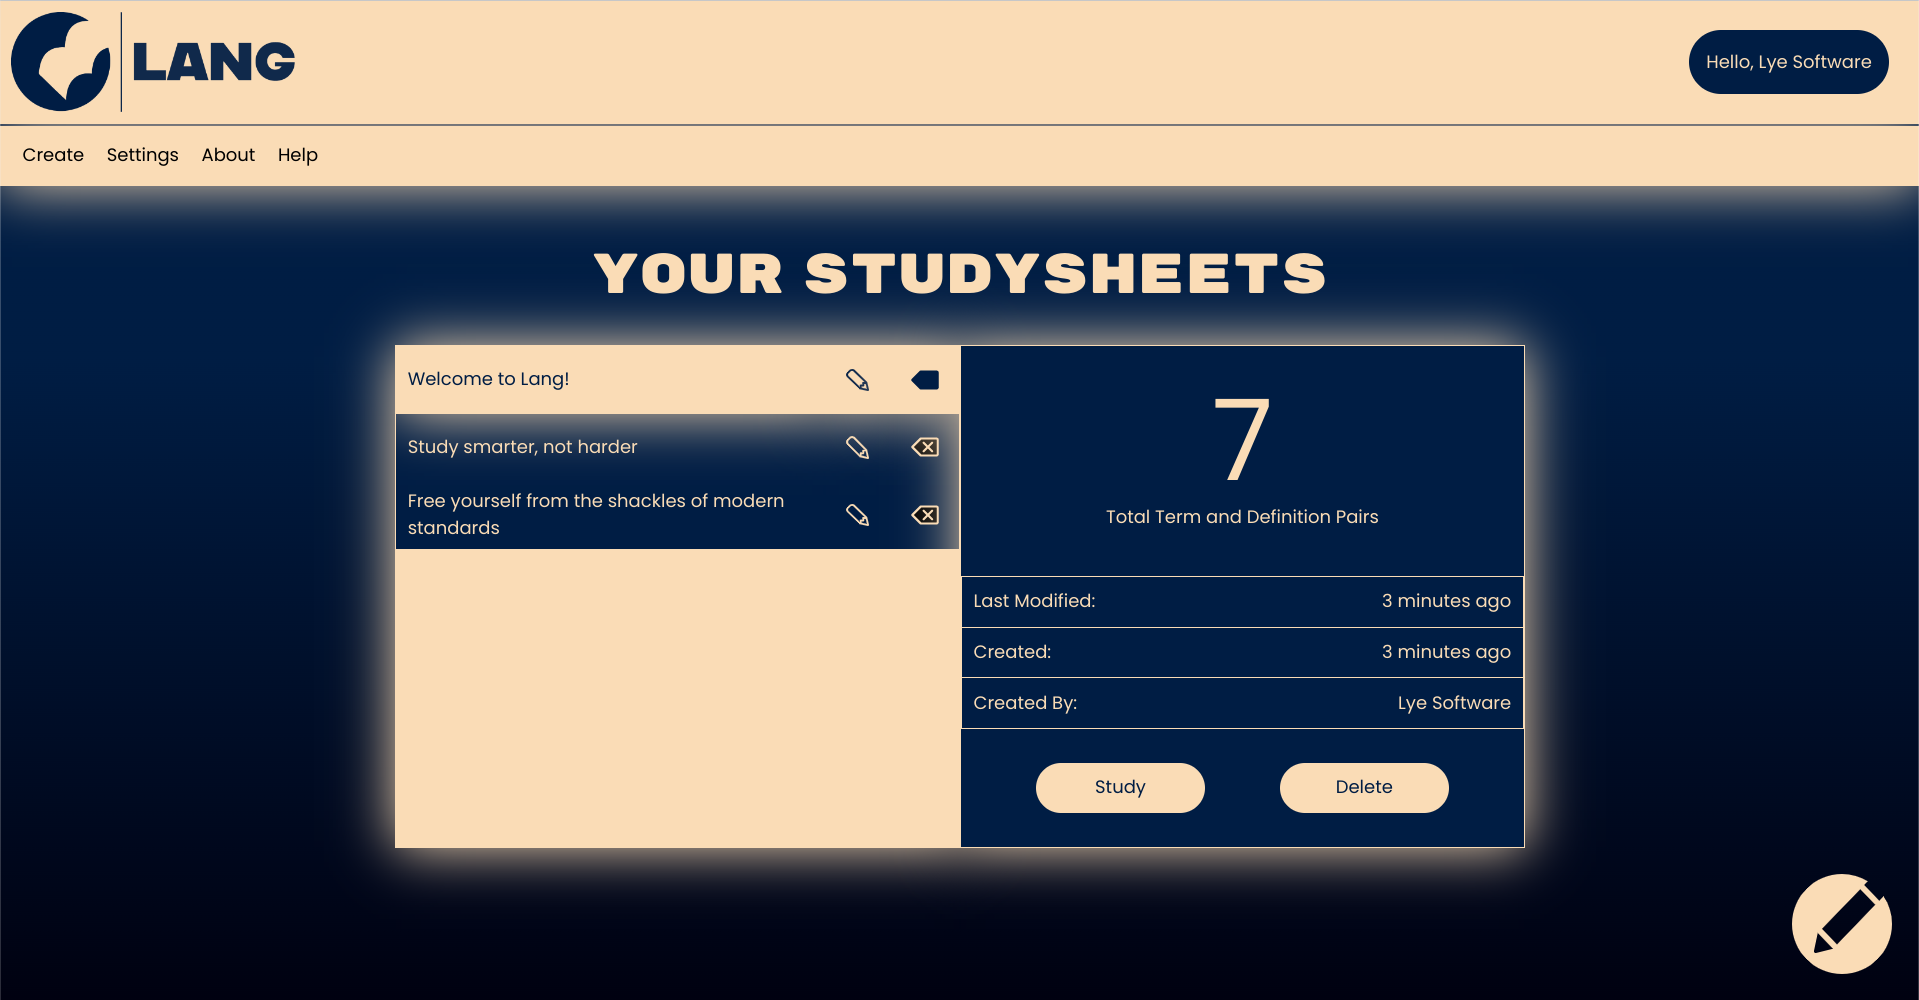 LANG
Hello, Lye Software
Create Settings About Help
YOUR STUDYSHEETS
Welcome to Lang!
Study smarter, not harder
Free yourself from the shackles of modern
standards
7
Total Term and Definition Pairs
Last Modified: 3 minutes ago
Created: 3 minutes ago
Created By: Lye Software
Study Delete